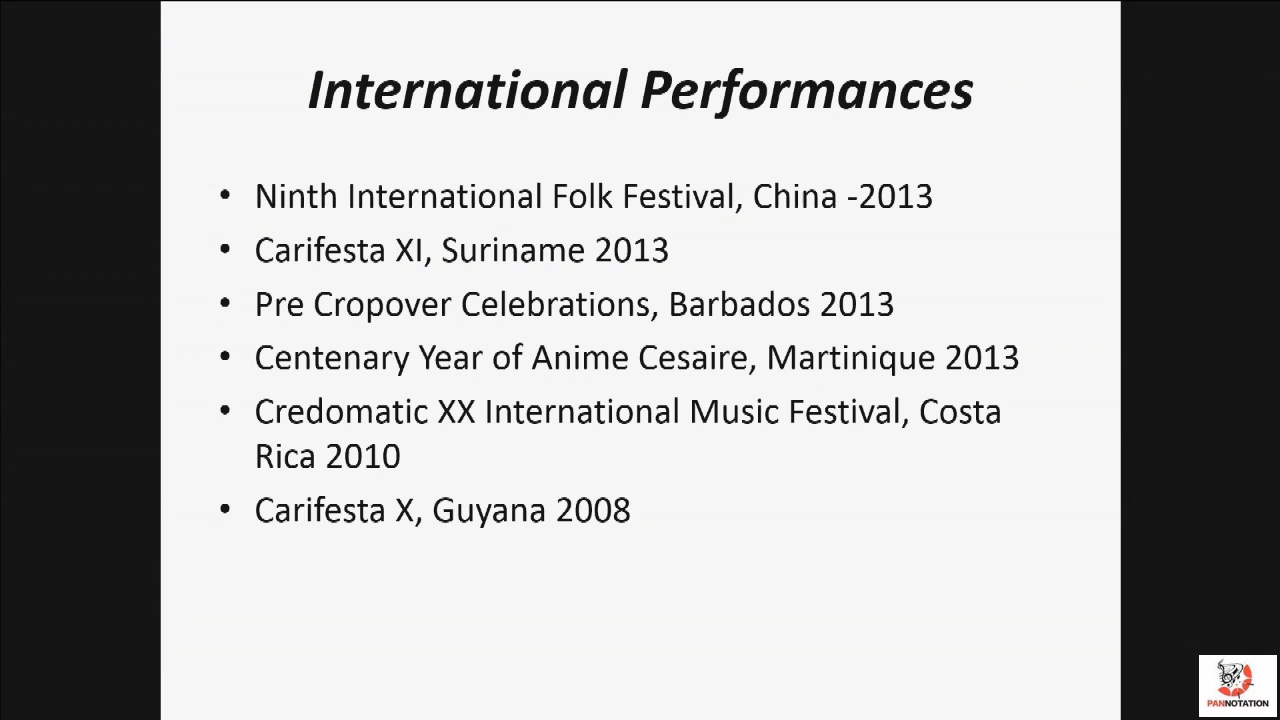 International Performances
• Ninth International Folk Festival, China -2013
• Carifesta XI, Suriname 2013
• Pre Cropover Celebrations, Barbados 2013
• Centenary Year of Anime Cesaire, Martinique 2013
• Credomatic XX International Music Festival, Costa
Rica 2010
• Carifesta X, Guyana 2008
PANNOTATION